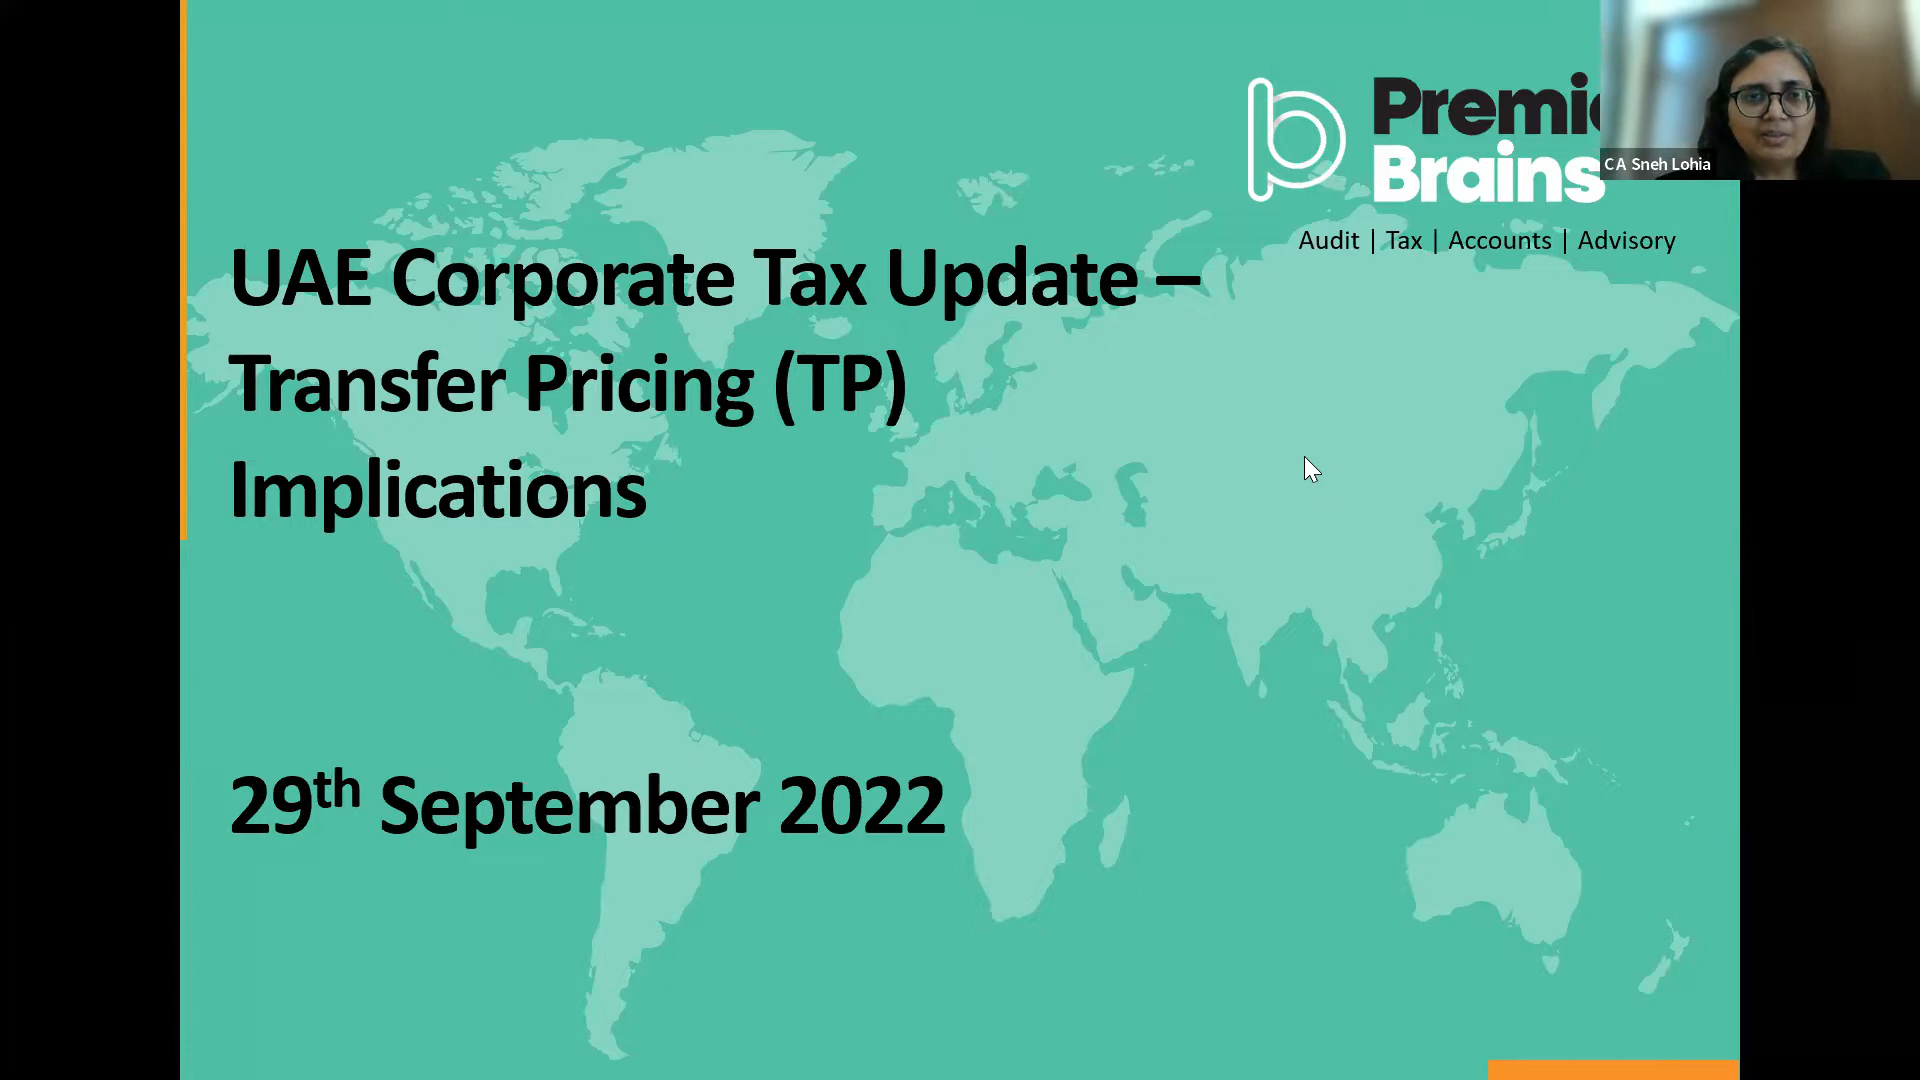 Premie
Brains
CA Sneh Lohia
Audit | Tax | Accounts | Advisory
UAE Corporate Tax Update –
Transfer Pricing (TP)
Implications
29th September 2022